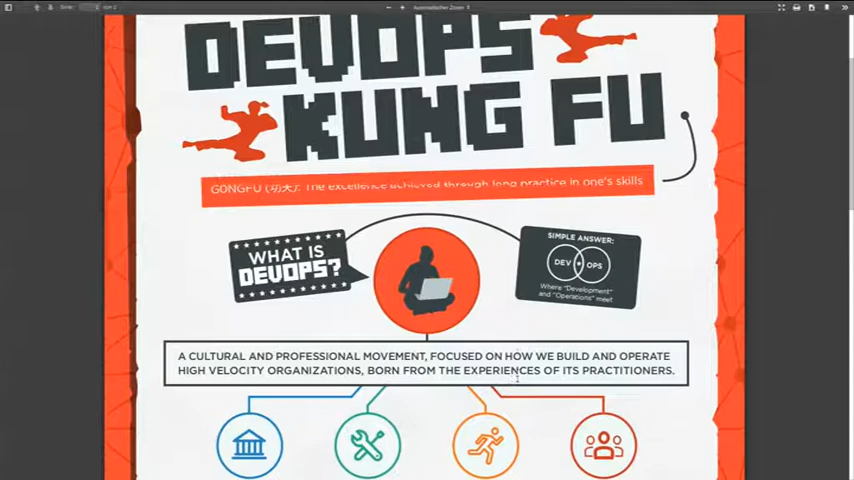 Automatischer Zoom
DEVOPS
KUNG FU
GONGFU (功夫): The excellence achieved through long practice in one's skills
WHAT IS
DEVOPS?
SIMPLE ANSWER:
DEV OPS
Where "Development"
and "Operations" meet
A CULTURAL AND PROFESSIONAL MOVEMENT, FOCUSED ON HOW WE BUILD AND OPERATE
HIGH VELOCITY ORGANIZATIONS, BORN FROM THE EXPERIENCES OF ITS PRACTITIONERS.